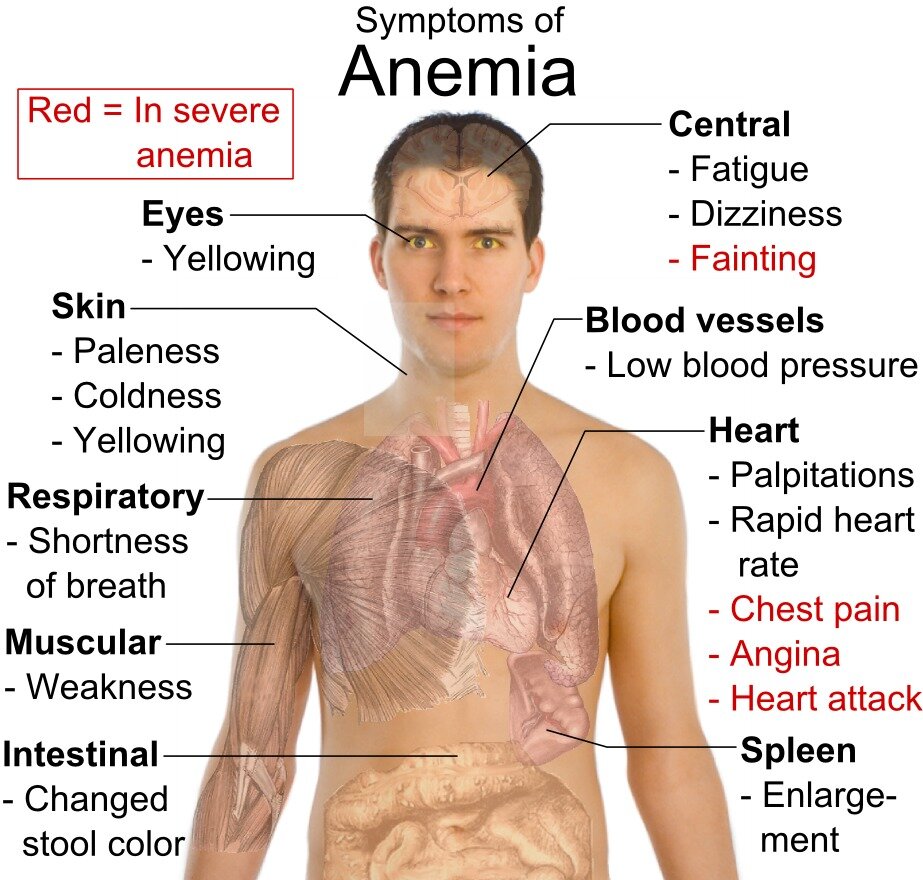 Symptoms of
Anemia
Red = In severe
anemia
Central
- Fatigue
- Dizziness
- Fainting
Eyes
- Yellowing
Skin
- Paleness
- Coldness
- Yellowing
Blood vessels
- Low blood pressure
Heart
- Palpitations
- Rapid heart
rate
- Chest pain
- Angina
- Heart attack
Respiratory
- Shortness
of breath
Muscular
- Weakness
Intestinal
- Changed
stool color
Spleen
- Enlarge-
ment